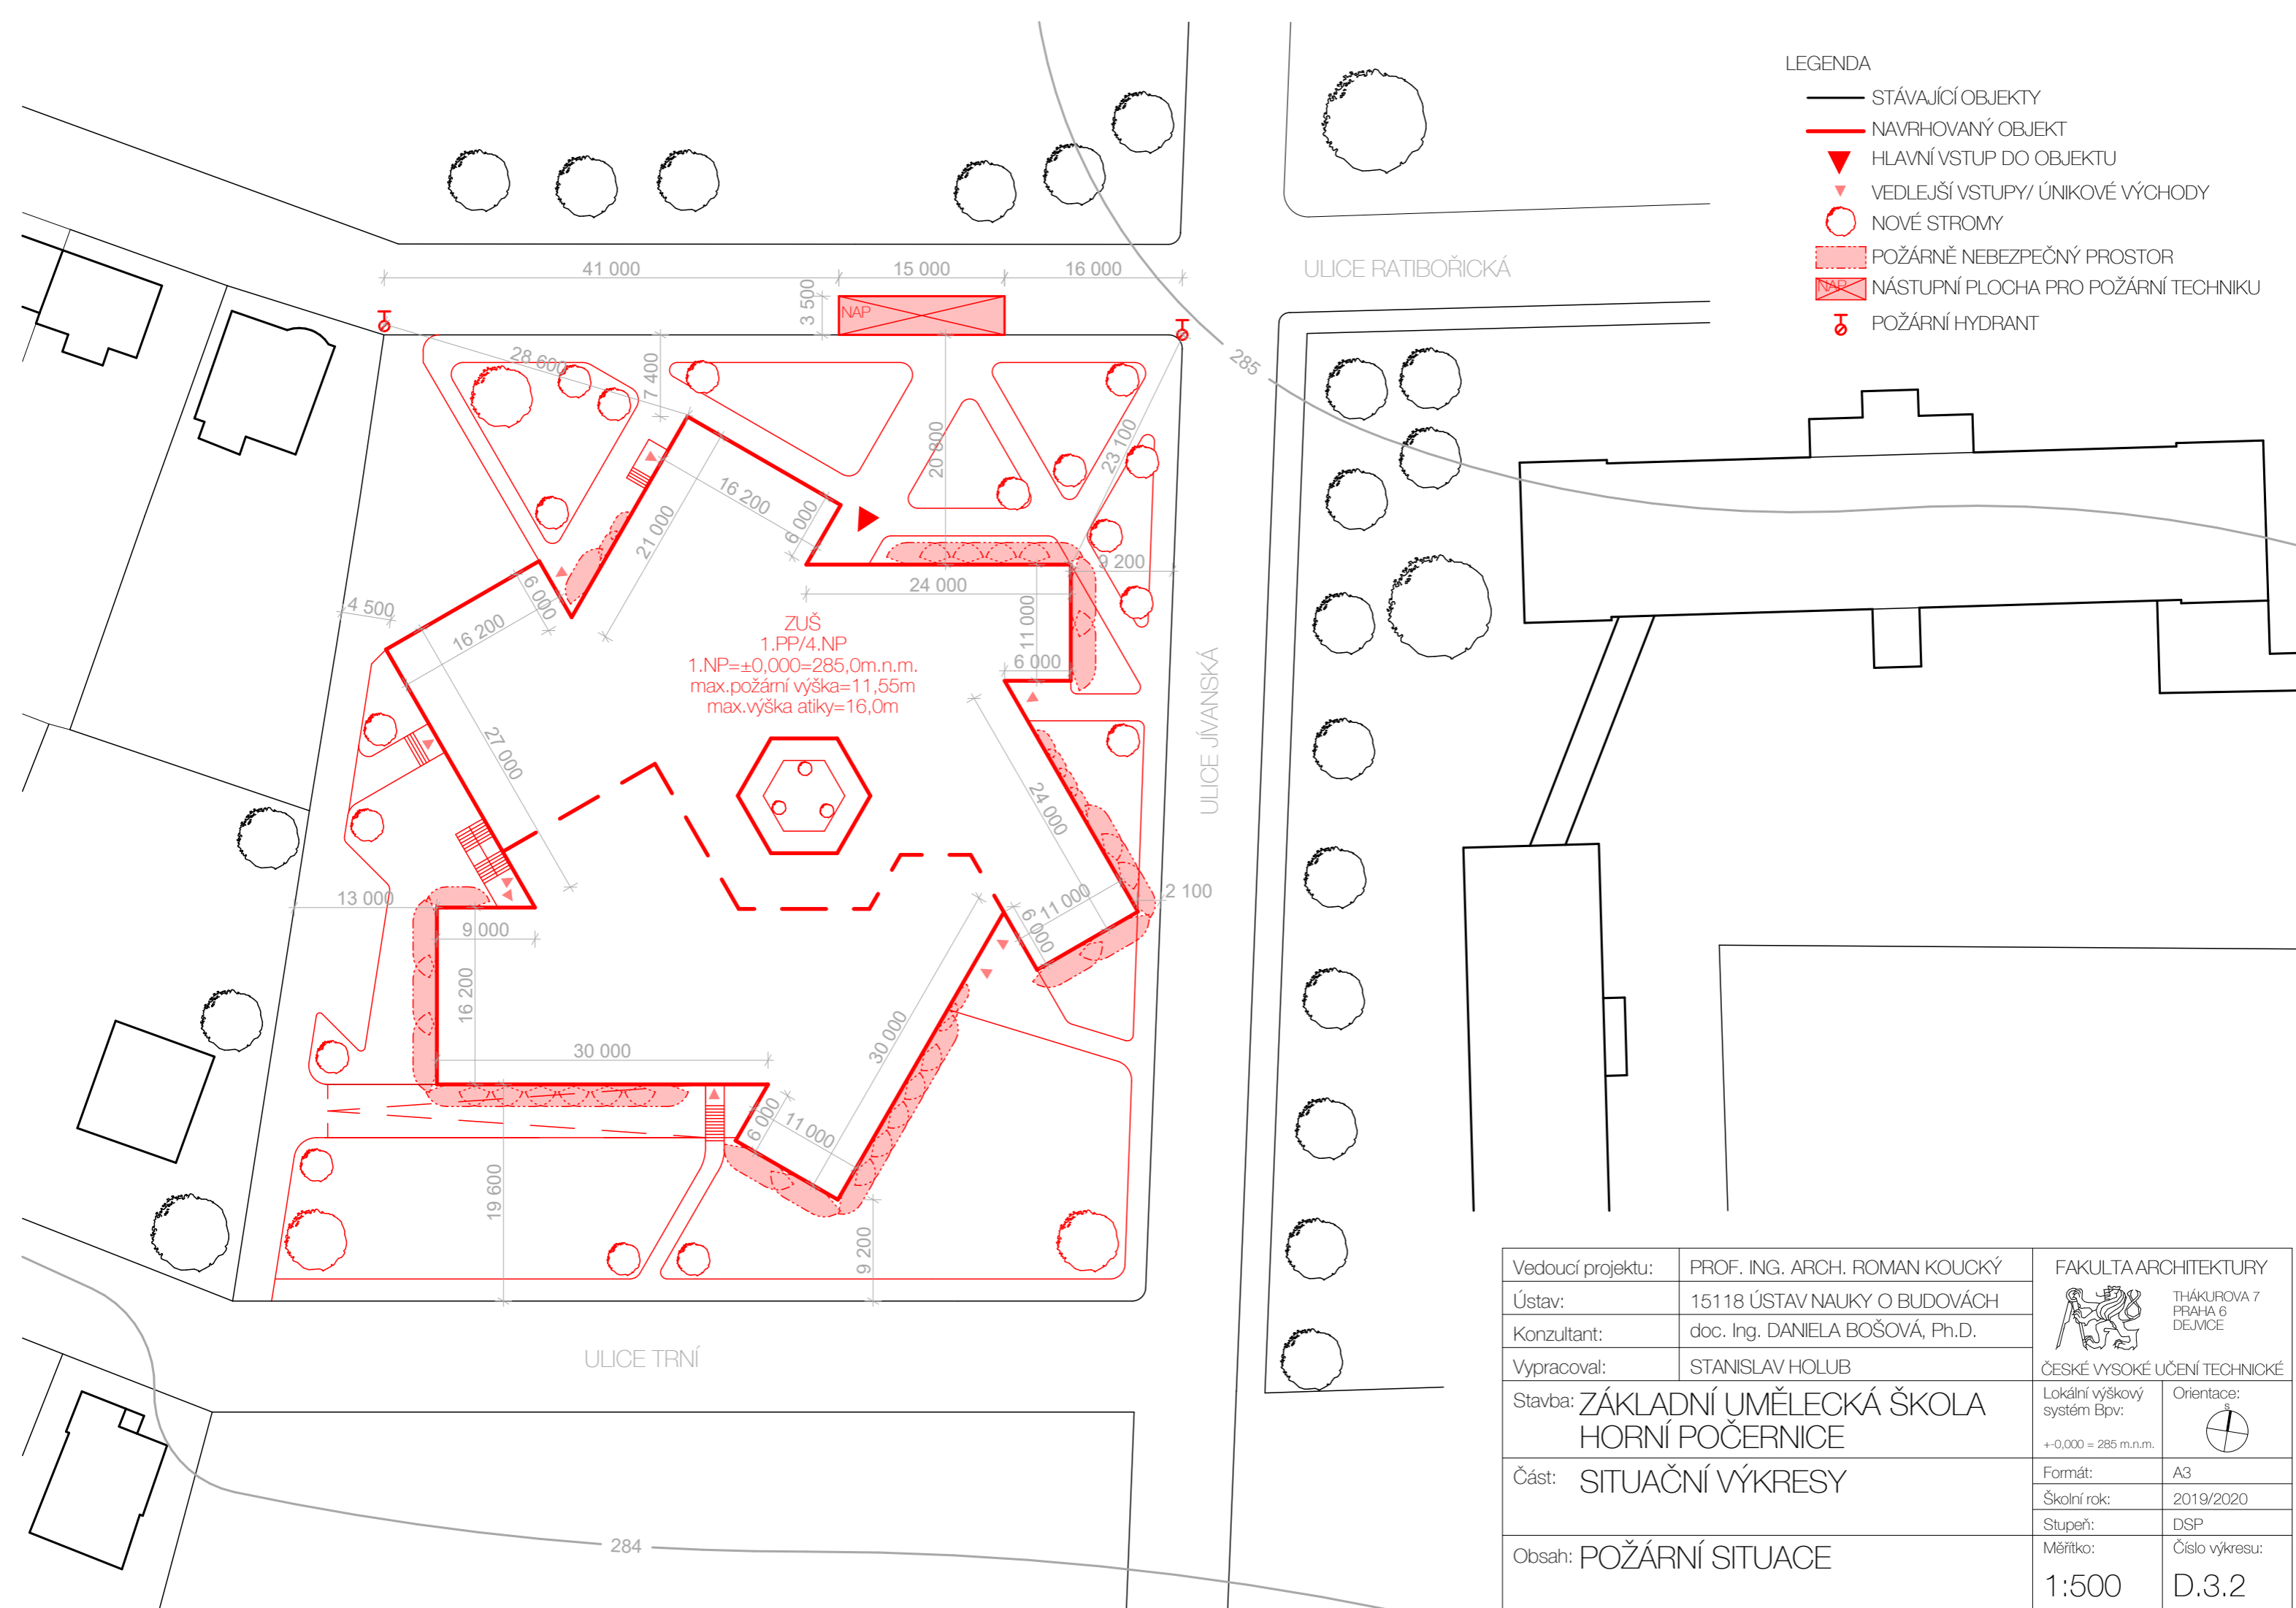 LEGENDA
STÁVAJÍCÍ OBJEKTY
NAVRHOVANÝ OBJEKT
HLAVNÍ VSTUP DO OBJEKTU
VEDLEJŠÍ VSTUPY/ ÚNIKOVÉ VÝCHODY
NOVÉ STROMY
POŽÁRNĚ NEBEZPEČNÝ PROSTOR
NAP
NÁSTUPNÍ PLOCHA PRO POŽÁRNÍ TECHNIKU
POŽÁRNÍ HYDRANT
41 000
15 000
16 000
ULICE RATIBOŘICKÁ
3 500
NAP
28 600
7 400
285
20 800
23 100
16 200
6 000
21 000
9 200
24 000
4 500
6 000
16 200
11 000
6 000
ZUŠ
1.PP/4.NP
1.NP=±0,000=285,0m.n.m.
max.požární výška=11,55m
max.výška atiky=16,0m
ULICE JÍVANSKÁ
27 000
24 000
13 000
9 000
11 000
2 100
6 000
16 200
30 000
30 000
6 000
11 000
19 600
9 200
ULICE TRNÍ
284
Vedoucí projektu:
PROF. ING. ARCH. ROMAN KOUCKÝ
Ústav:
15118 ÚSTAV NAUKY O BUDOVÁCH
Konzultant:
doc. Ing. DANIELA BOŠOVÁ, Ph.D.
Vypracoval:
STANISLAV HOLUB
FAKULTA ARCHITEKTURY
THÁKUROVA 7
PRAHA 6
DEJVICE
ČESKÉ VYSOKÉ UČENÍ TECHNICKÉ
Stavba: ZÁKLADNÍ UMĚLECKÁ ŠKOLA
HORNÍ POČERNICE
Lokální výškový
systém Bpv:
+-0,000 = 285 m.n.m.
Orientace:
S
Část: SITUAČNÍ VÝKRESY
Formát:
A3
Školní rok:
2019/2020
Stupeň:
DSP
Obsah: POŽÁRNÍ SITUACE
Měřítko:
1:500
Číslo výkresu:
D.3.2